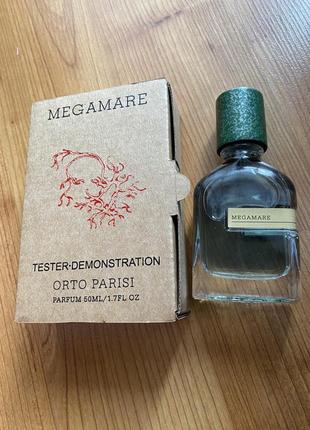 MEGAMARE
TESTER·DEMONSTRATION
ORTO PARISI
PARFUM 50ML/1.7FL OZ
MEGAMARE